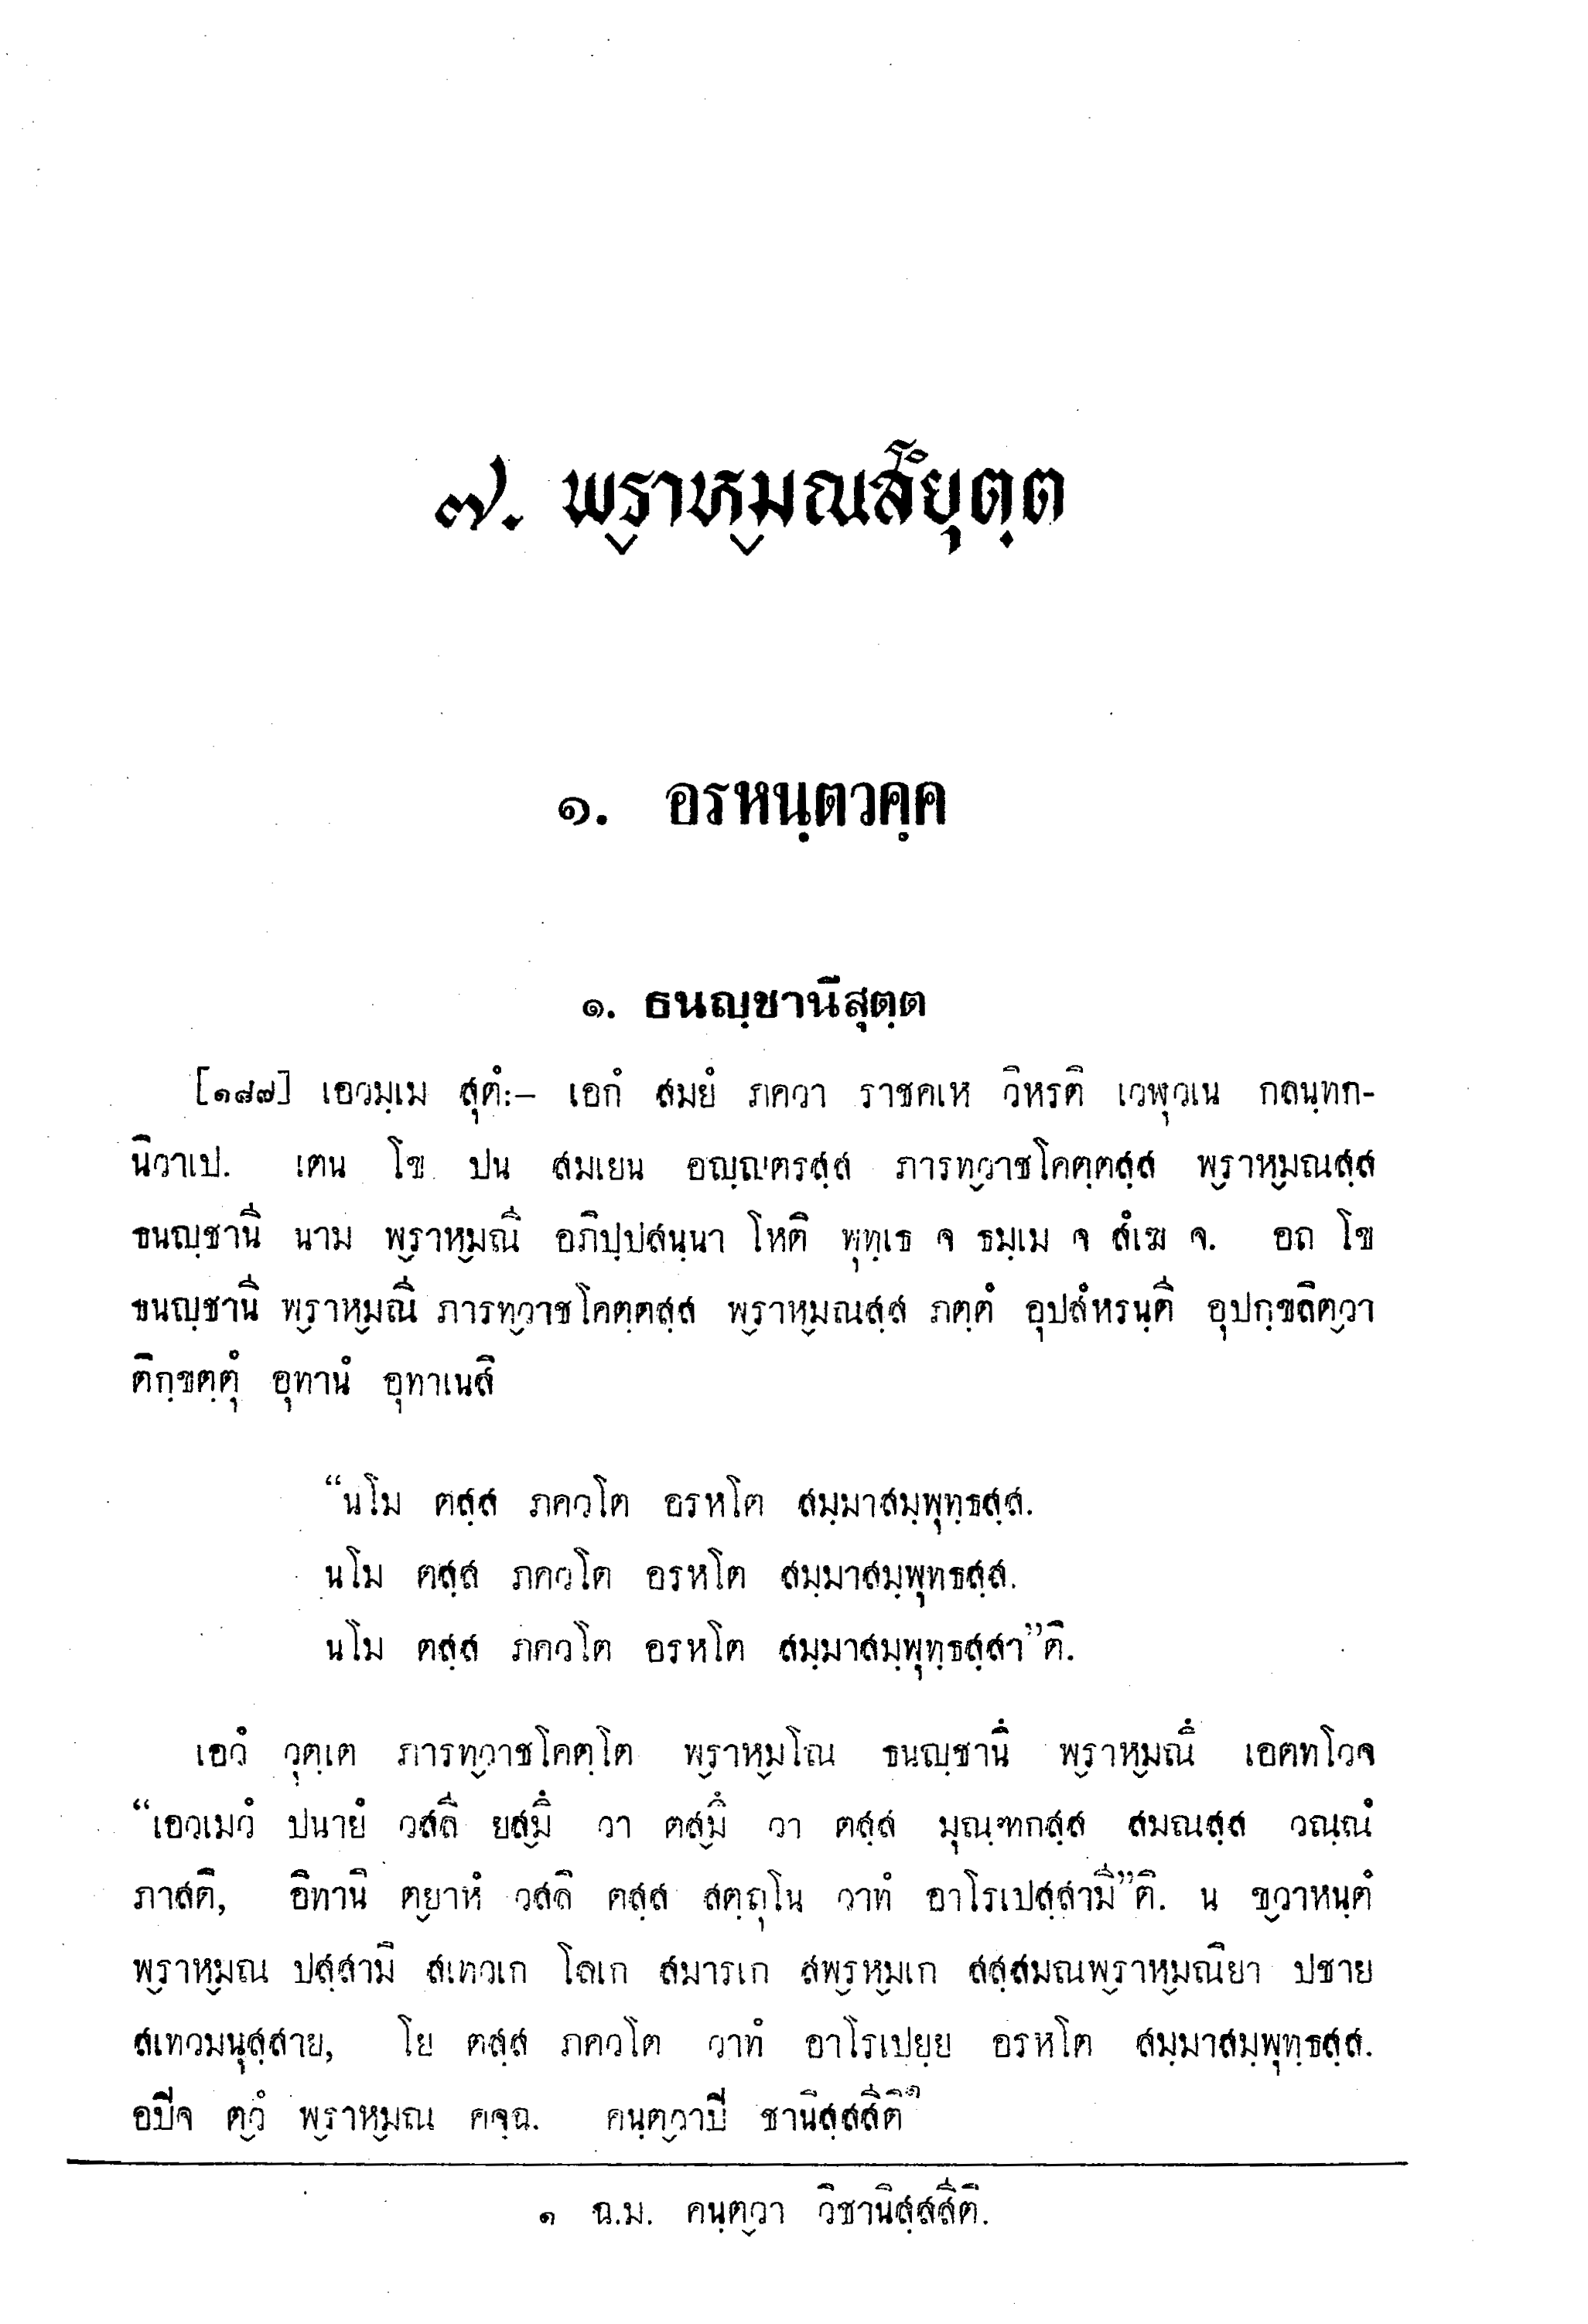 ๗. พฺราหฺมณสํยุตฺต
๑. อรหนฺตวคฺค
๑. ธนญฺชานีสุตฺต
[๑๘๗] เอวมฺเม สุตํ:– เอกํ สมยํ ภควา ราชคเห วิหรติ เวฬุวเน กลนฺทก-
นิวาเป. เตน โข ปน สมเยน อญฺญตรสฺส ภารทฺวาชโคตฺตสฺส พฺราหฺมณสฺส
ธนญฺชานี นาม พฺราหฺมณี อภิปฺปสนฺนา โหติ พุทฺเธ จ ธมฺเม จ สํเฆ จ. อถ โข
ธนญฺชานี พฺราหฺมณี ภารทฺวาชโคตฺตสฺส พฺราหฺมณสฺส ภตฺตํ อุปสํหรนฺตี อุปกฺขลิตฺวา
ติกฺขตฺตุํ อุทานํ อุทาเนสิ
“นโม ตสฺส ภควโต อรหโต สมฺมาสมฺพุทฺธสฺส.
นโม ตสฺส ภควโต อรหโต สมฺมาสมฺพุทธสฺส.
นโม ตสฺส ภควโต อรหโต สมฺมาสมฺพุทฺธสฺสา”ติ.
เอวํ วุตฺเต ภารทฺวาชโคตฺโต พฺราหฺมโณ ธนญฺชานึ พฺราหฺมณึ เอตทโวจ
“เอวเมวํ ปนายํ วสลี ยสฺมึ วา ตสฺมึ วา ตสฺส มุณฺฑกสฺส สมณสฺส วณฺณํ
ภาสติ, อิทานิ ตฺยาหํ วสลิ ตสฺส สตฺถุโน วาทํ อาโรเปสฺสามี”ติ. น ขฺวาหนฺตํ
พฺราหฺมณ ปสฺสามิ สเทวเก โลเก สมารเก สพฺรหฺมเก สสฺสมณพฺราหฺมณิยา ปชาย
สเทวมนุสฺสาย, โย ตสฺส ภควโต วาทํ อาโรเปยฺย อรหโต สมฺมาสมฺพุทฺธสฺส.
อปิจ ตฺวํ พฺราหฺมณ คจฺฉ. คนฺตฺวาปิ ชานิสฺสสีติ๑
๑ ฉ.ม. คนฺตฺวา วิชานิสฺสสีติ.